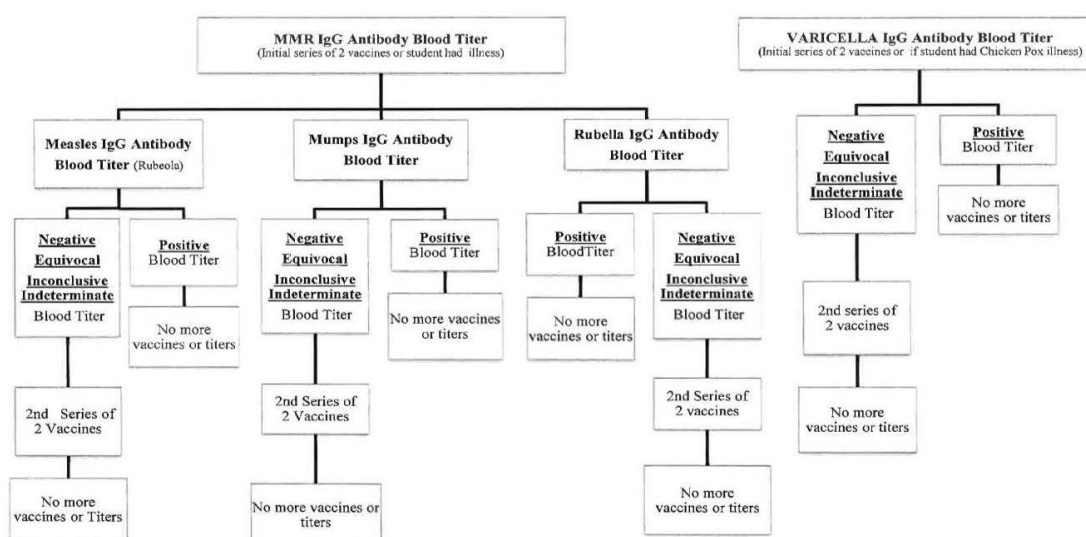 MMR IgG Antibody Blood Titer
(Initial series of 2 vaccines or student had illness)
Measles IgG Antibody
Blood Titer (Rubeola)
Negative
Equivocal
Inconclusive
Indeterminate
Blood Titer
2nd Series of
2 Vaccines
No more
vaccines or Titers
Positive
Blood Titer
No more
vaccines or titers
Mumps IgG Antibody
Blood Titer
Negative
Equivocal
Inconclusive
Indeterminate
Blood Titer
2nd Series of
2 Vaccines
No more vaccines or
titers
Positive
Blood Titer
No more vaccines
or titers
Rubella IgG Antibody
Blood Titer
Positive
BloodTiter
No more
vaccines or titers
Negative
Equivocal
Inconclusive
Indeterminate
Blood Titer
2nd Series of
2 vaccines
No more
vaccines or titers
VARICELLA IgG Antibody Blood Titer
(Initial series of 2 vaccines or if student had Chicken Pox illness)
Negative
Equivocal
Inconclusive
Indeterminate
Blood Titer
2nd series of
2 vaccines
No more
vaccines or titers
Positive
Blood Titer
No more
vaccines or titers